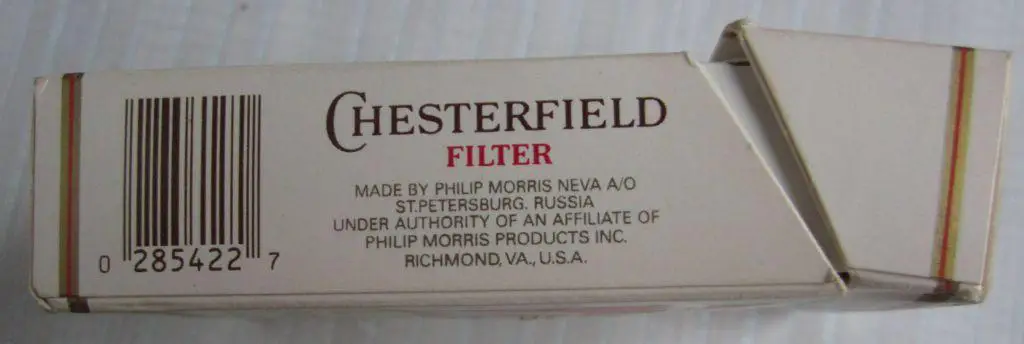 CHESTERFIELD
FILTER
MADE BY PHILIP MORRIS NEVA A/O
ST.PETERSBURG. RUSSIA
UNDER AUTHORITY OF AN AFFILIATE OF
PHILIP MORRIS PRODUCTS INC.
RICHMOND, VA., U.S.A.
0 285422 7